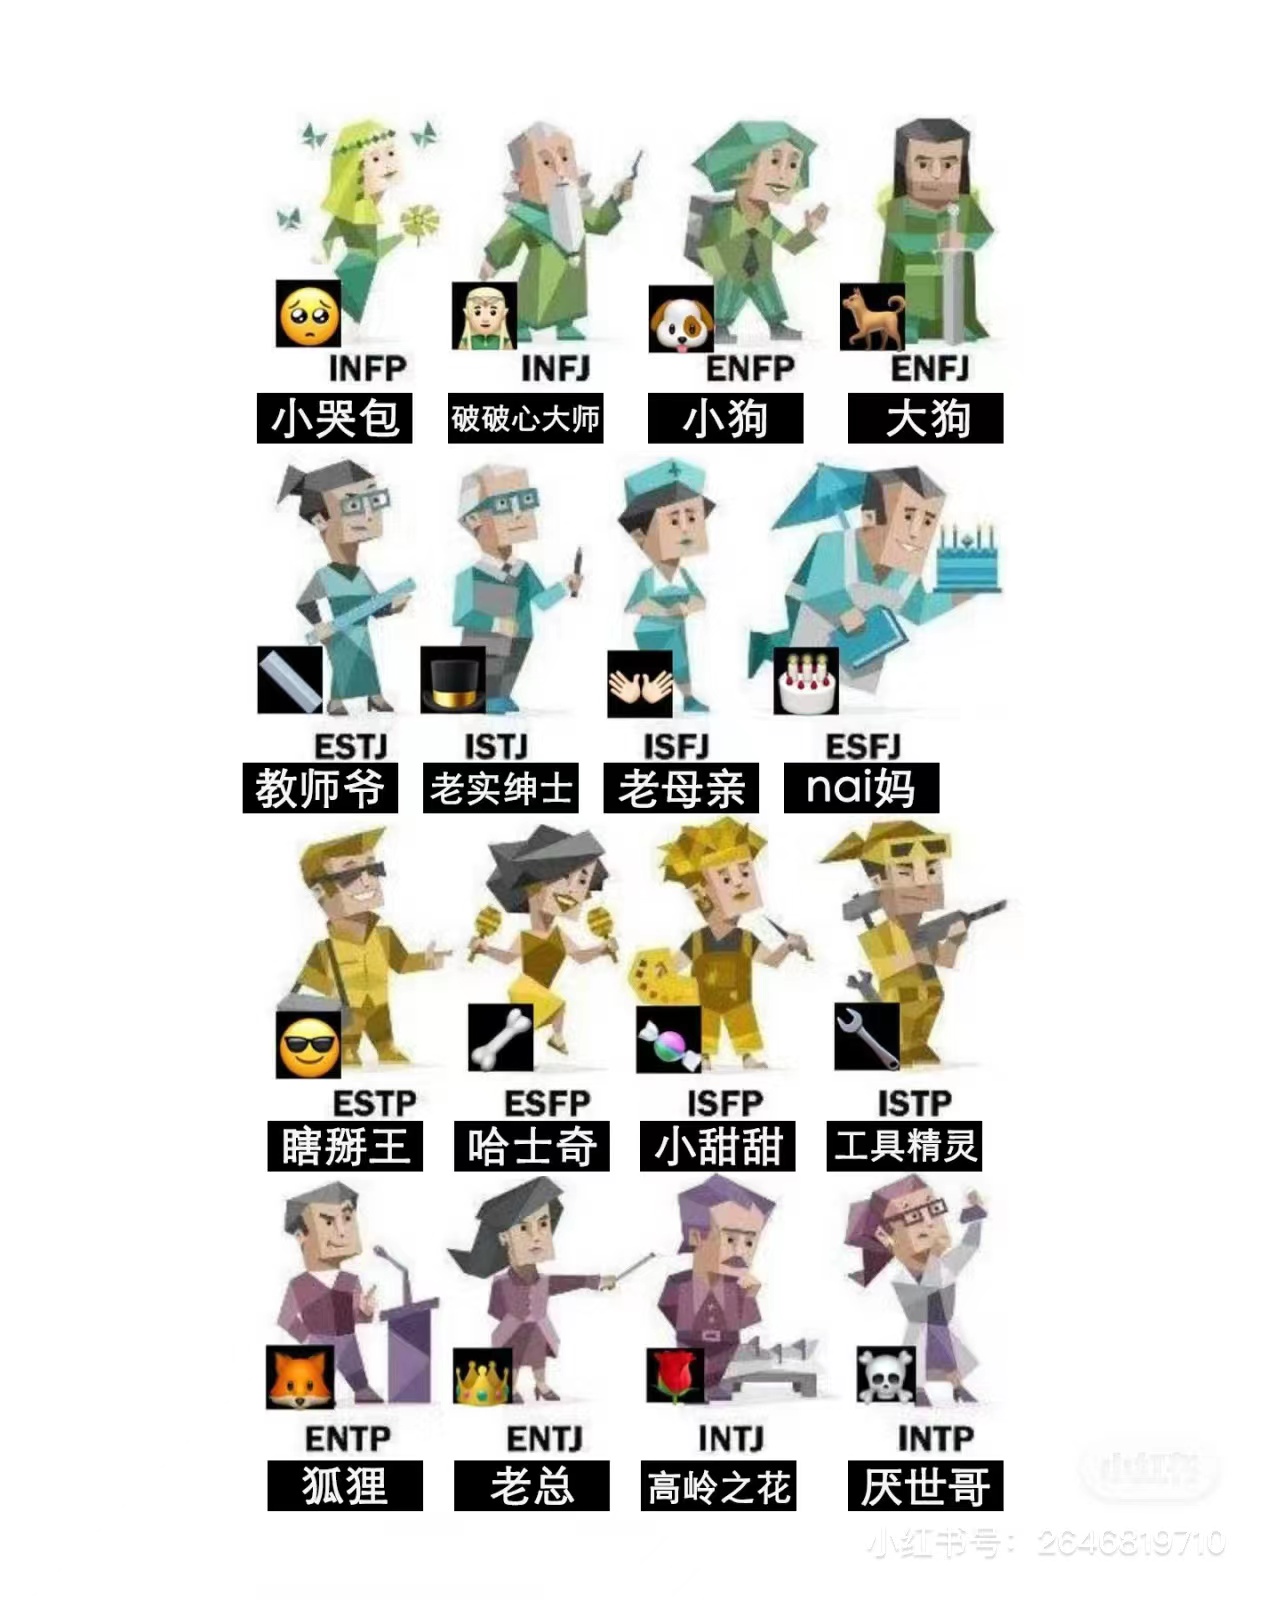 INFP INFJ ENFP ENFJ
小哭包 破破心大师 小狗 大狗
ESTJ ISTJ ISFJ ESFJ
教师爷 老实绅士 老母亲 nai妈
ESTP ESFP ISFP ISTP
瞎掰王 哈士奇 小甜甜 工具精灵
ENTP ENTJ INTJ INTP
狐狸 老总 高岭之花 厌世哥
小红书
小红书号：2646819710